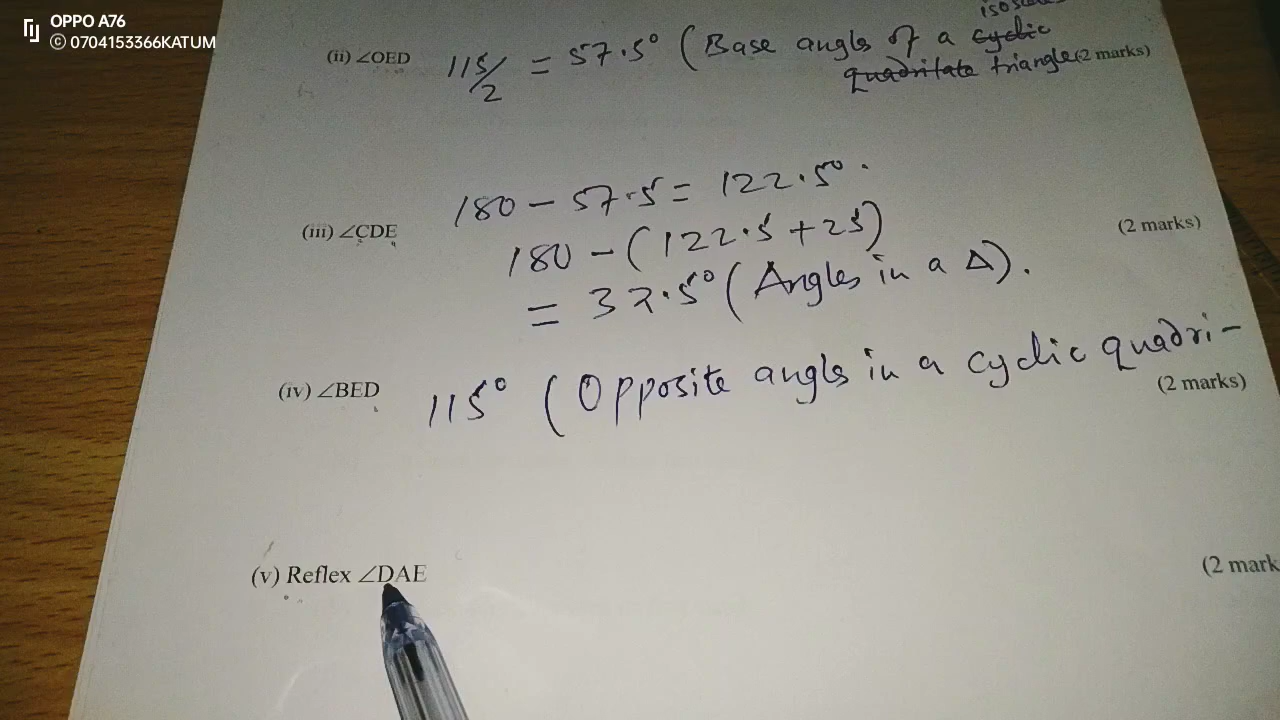 OPPO A76
© 0704153366KATUM
isosceles
(ii) ∠OED 115/2 = 57.5° (Base angles of a cyclic
quadrilate triangle (2 marks)
180 - 57.5 = 122.5°.
(iii) ∠CDE 180 - (122.5 + 25) (2 marks)
= 32.5° (Angles in a Δ).
(iv) ∠BED 115° (Opposite angles in a cyclic quadri- (2 marks)
(v) Reflex ∠DAE (2 mark